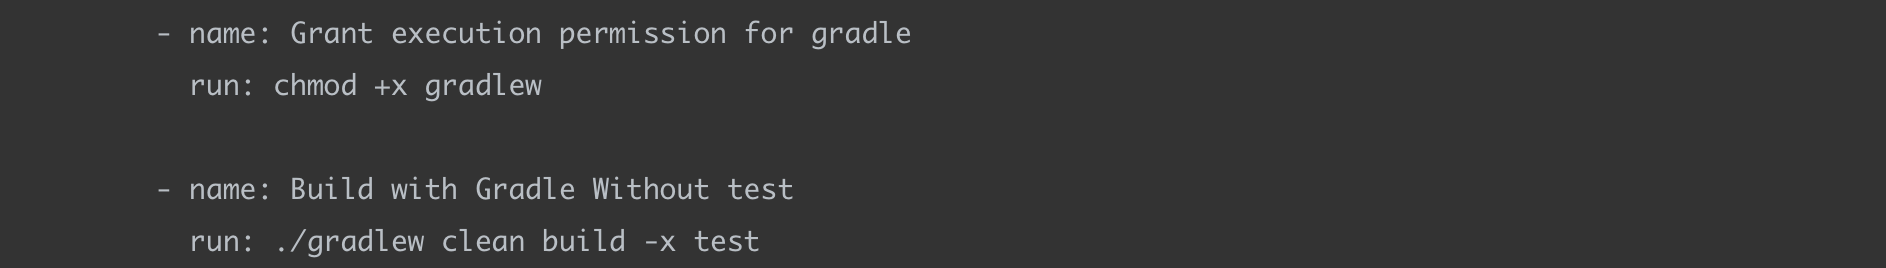 - name: Grant execution permission for gradle
run: chmod +x gradlew
- name: Build with Gradle Without test
run: ./gradlew clean build -x test